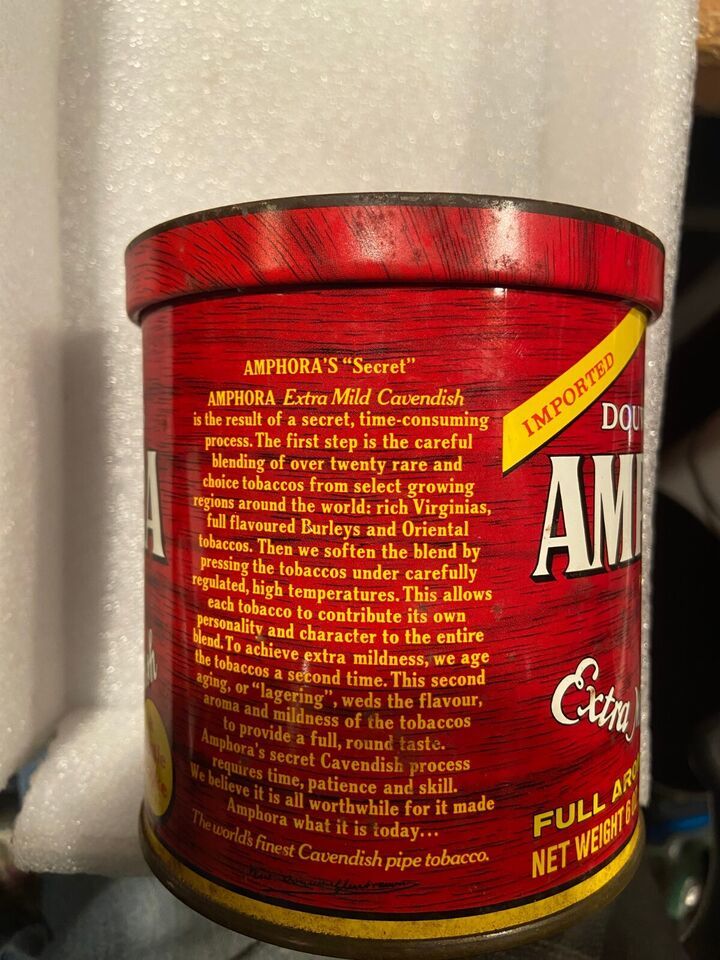 AMPHORA'S "Secret"
AMPHORA Extra Mild Cavendish
is the result of a secret, time-consuming
process. The first step is the careful
blending of over twenty rare and
choice tobaccos from select growing
regions around the world: rich Virginias,
full flavoured Burleys and Oriental
tobaccos. Then we soften the blend by
pressing the tobaccos under carefully
regulated, high temperatures. This allows
each tobacco to contribute its own
personality and character to the entire
blend. To achieve extra mildness, we age
the tobaccos a second time. This second
aging, or "lagering", weds the flavour,
aroma and mildness of the tobaccos
to provide a full, round taste.
Amphora's secret Cavendish process
requires time, patience and skill.
We believe it is all worthwhile for it made
Amphora what it is today...
The world's finest Cavendish pipe tobacco.
IMPORTED
DOU
AM
Extra
FULL ARO
NET WEIGHT 6
A
h